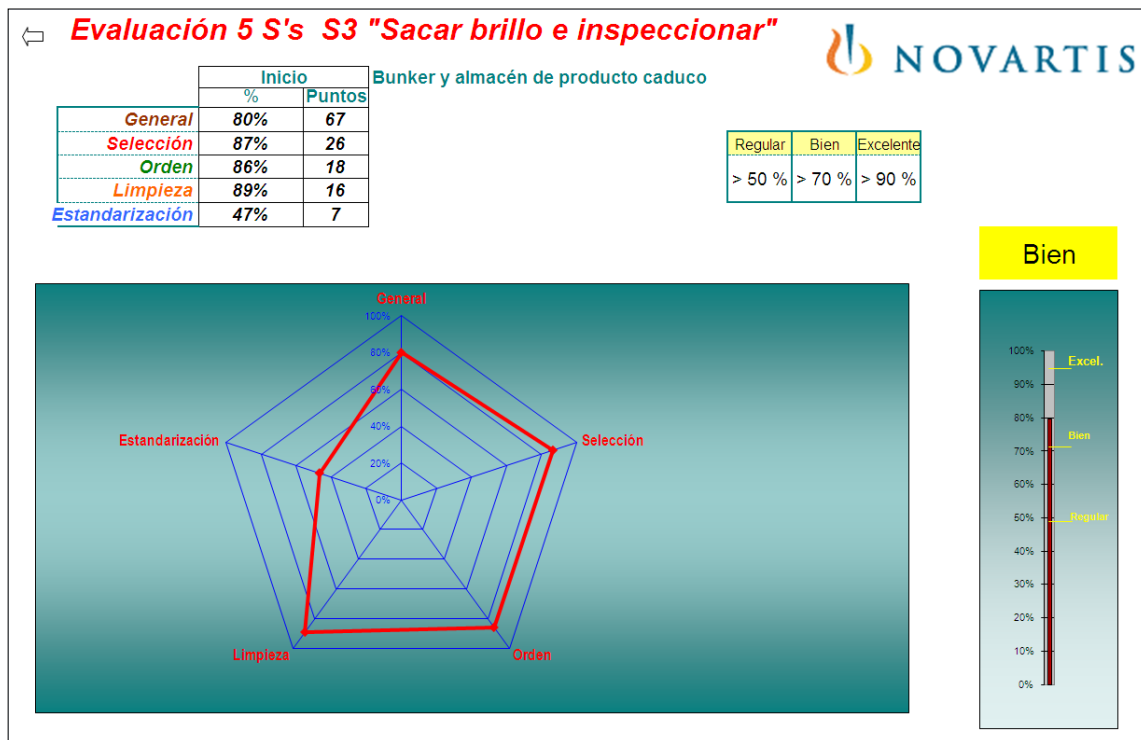 Evaluación 5 S's S3 "Sacar brillo e inspeccionar"
NOVARTIS
Inicio
Bunker y almacén de producto caduco
% Puntos
General 80% 67
Selección 87% 26
Orden 86% 18
Limpieza 89% 16
Estandarización 47% 7
Regular Bien Excelente
> 50 % > 70 % > 90 %
Bien
General
100%
80%
60%
40%
20%
0%
Estandarización
Selección
Limpieza
Orden
100%
90%
80%
70%
60%
50%
40%
30%
20%
10%
0%
Excel.
Bien
Regular